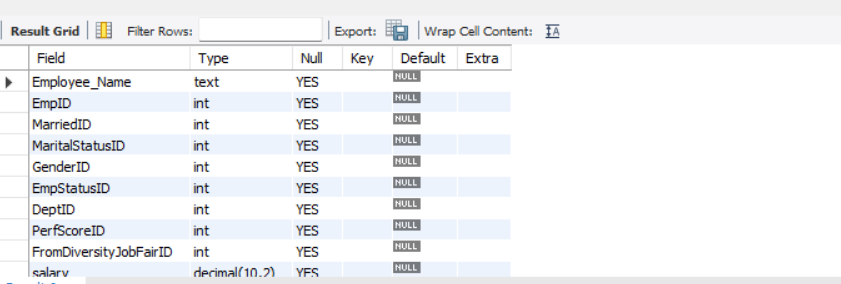 Result Grid Filter Rows: Export: Wrap Cell Content: IA
Field Type Null Key Default Extra
Employee_Name text YES NULL
EmpID int YES NULL
MarriedID int YES NULL
MaritalStatusID int YES NULL
GenderID int YES NULL
EmpStatusID int YES NULL
DeptID int YES NULL
PerfScoreID int YES NULL
FromDiversityJobFairID int YES NULL
salary decimal(10,2) YES NULL